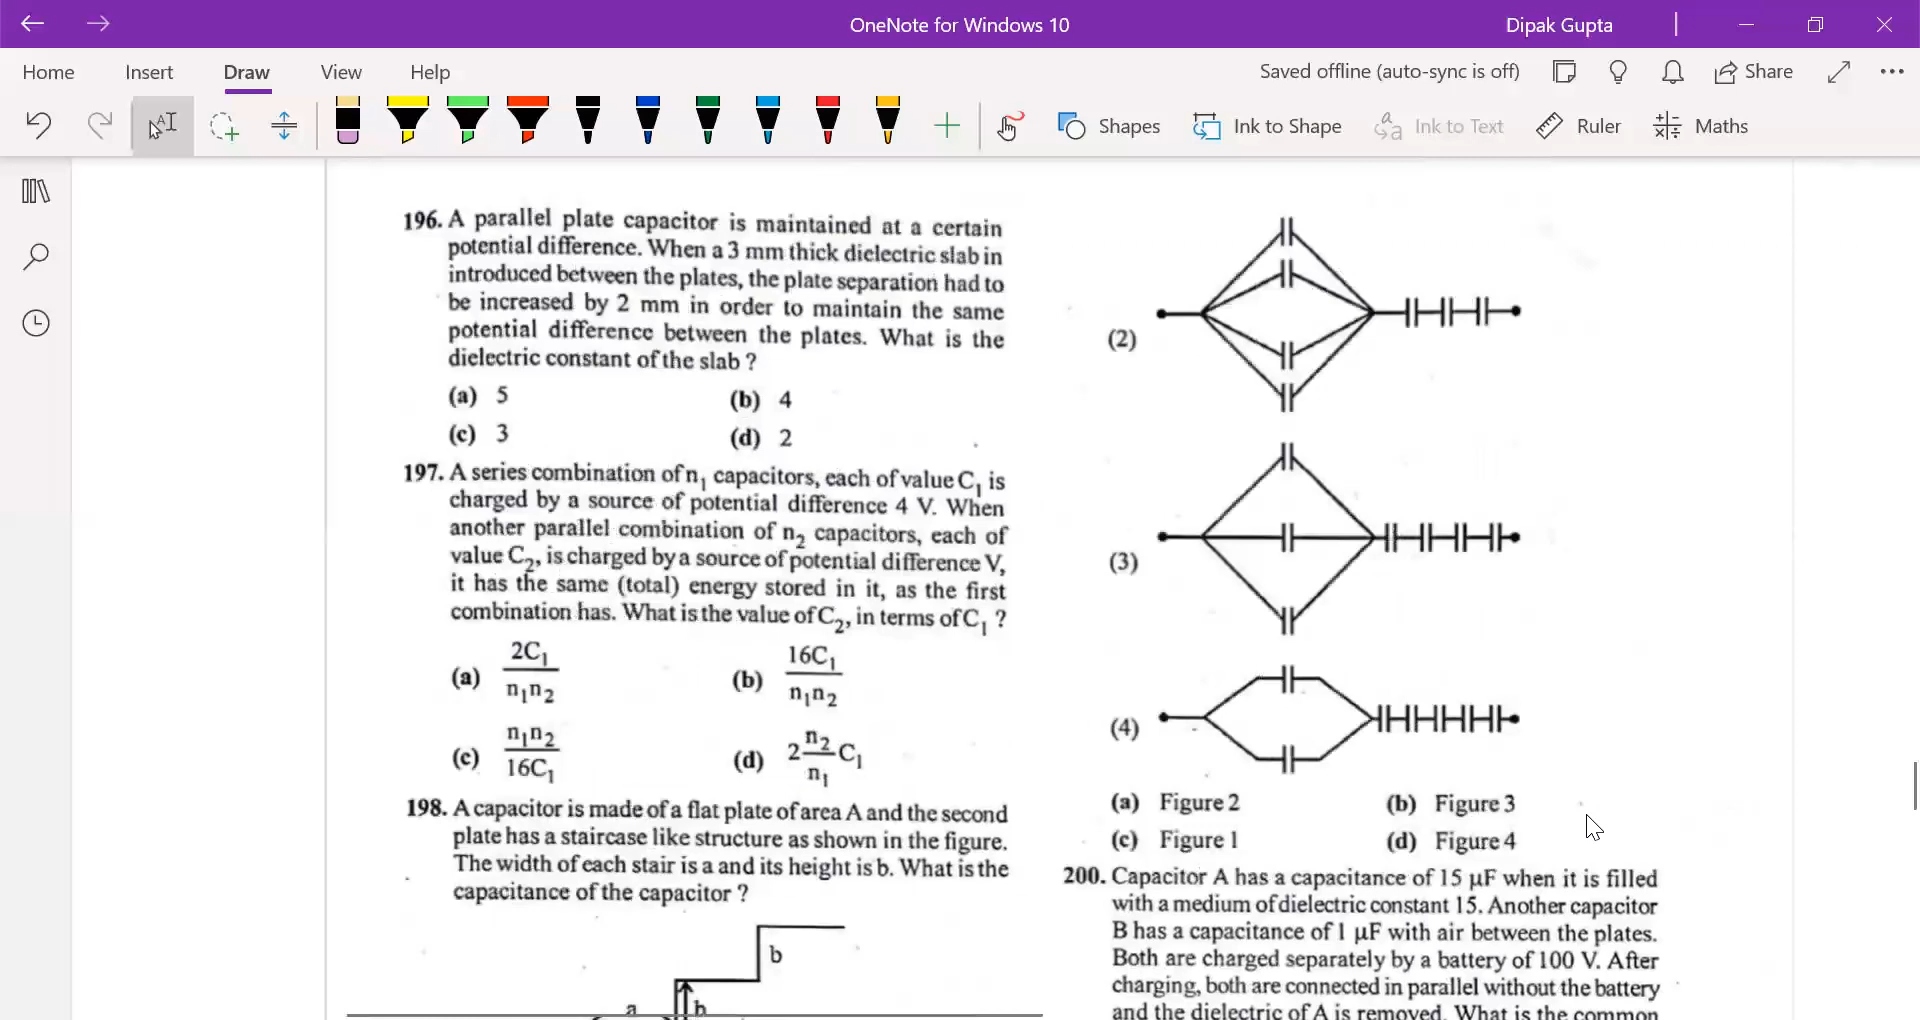 OneNote for Windows 10
Dipak Gupta
Home Insert Draw View Help
Saved offline (auto-sync is off)
Share
Shapes
Ink to Shape
Ink to Text
Ruler
Maths
196. A parallel plate capacitor is maintained at a certain
potential difference. When a 3 mm thick dielectric slab in
introduced between the plates, the plate separation had to
be increased by 2 mm in order to maintain the same
potential difference between the plates. What is the
dielectric constant of the slab ?
(a) 5 (b) 4
(c) 3 (d) 2
197. A series combination of n₁ capacitors, each of value C₁ is
charged by a source of potential difference 4 V. When
another parallel combination of n₂ capacitors, each of
value C₂, is charged by a source of potential difference V,
it has the same (total) energy stored in it, as the first
combination has. What is the value of C₂, in terms of C₁ ?
(a) 2C₁/n₁n₂ (b) 16C₁/n₁n₂
(c) n₁n₂/16C₁ (d) 2 n₂/n₁ C₁
198. A capacitor is made of a flat plate of area A and the second
plate has a staircase like structure as shown in the figure.
The width of each stair is a and its height is b. What is the
capacitance of the capacitor ?
b
a b
(2)
(3)
(4)
(a) Figure 2 (b) Figure 3
(c) Figure 1 (d) Figure 4
200. Capacitor A has a capacitance of 15 µF when it is filled
with a medium of dielectric constant 15. Another capacitor
B has a capacitance of 1 µF with air between the plates.
Both are charged separately by a battery of 100 V. After
charging, both are connected in parallel without the battery
and the dielectric of A is removed. What is the common